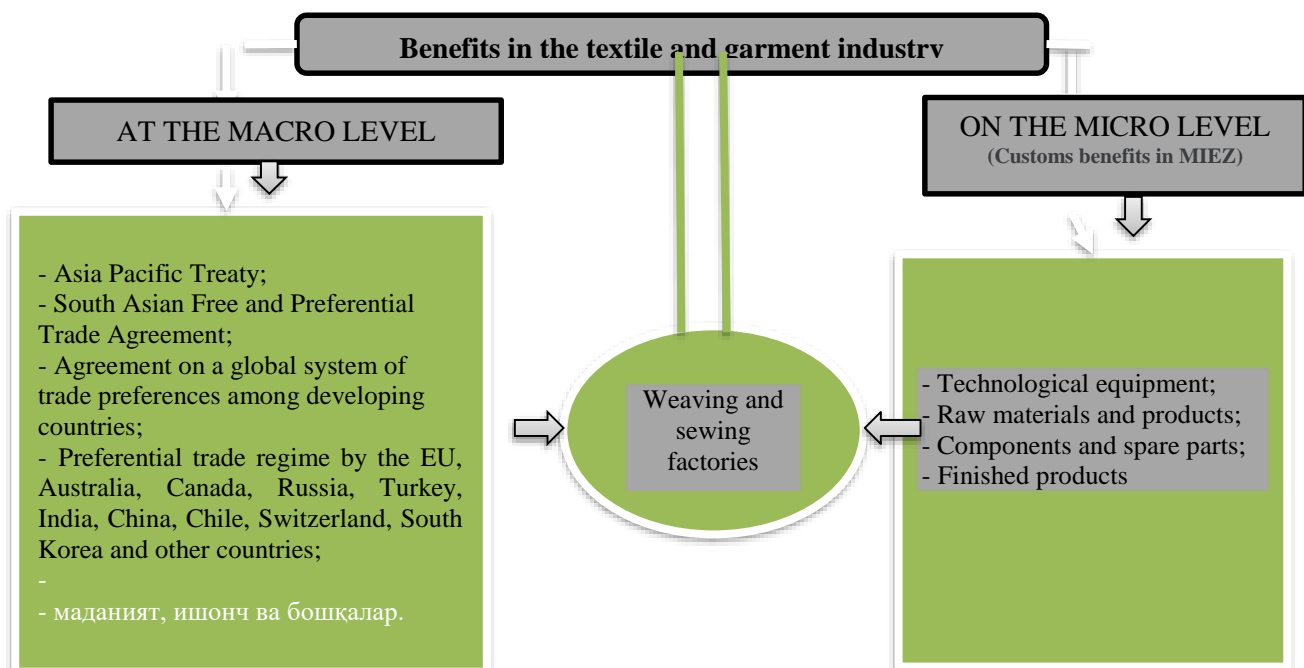 Benefits in the textile and garment industry
AT THE MACRO LEVEL
ON THE MICRO LEVEL
(Customs benefits in MIEZ)
- Asia Pacific Treaty;
- South Asian Free and Preferential
Trade Agreement;
- Agreement on a global system of
trade preferences among developing
countries;
- Preferential trade regime by the EU,
Australia, Canada, Russia, Turkey,
India, China, Chile, Switzerland, South
Korea and other countries;
-
- маданият, ишонч ва бошқалар.
Weaving and
sewing
factories
- Technological equipment;
- Raw materials and products;
- Components and spare parts;
- Finished products